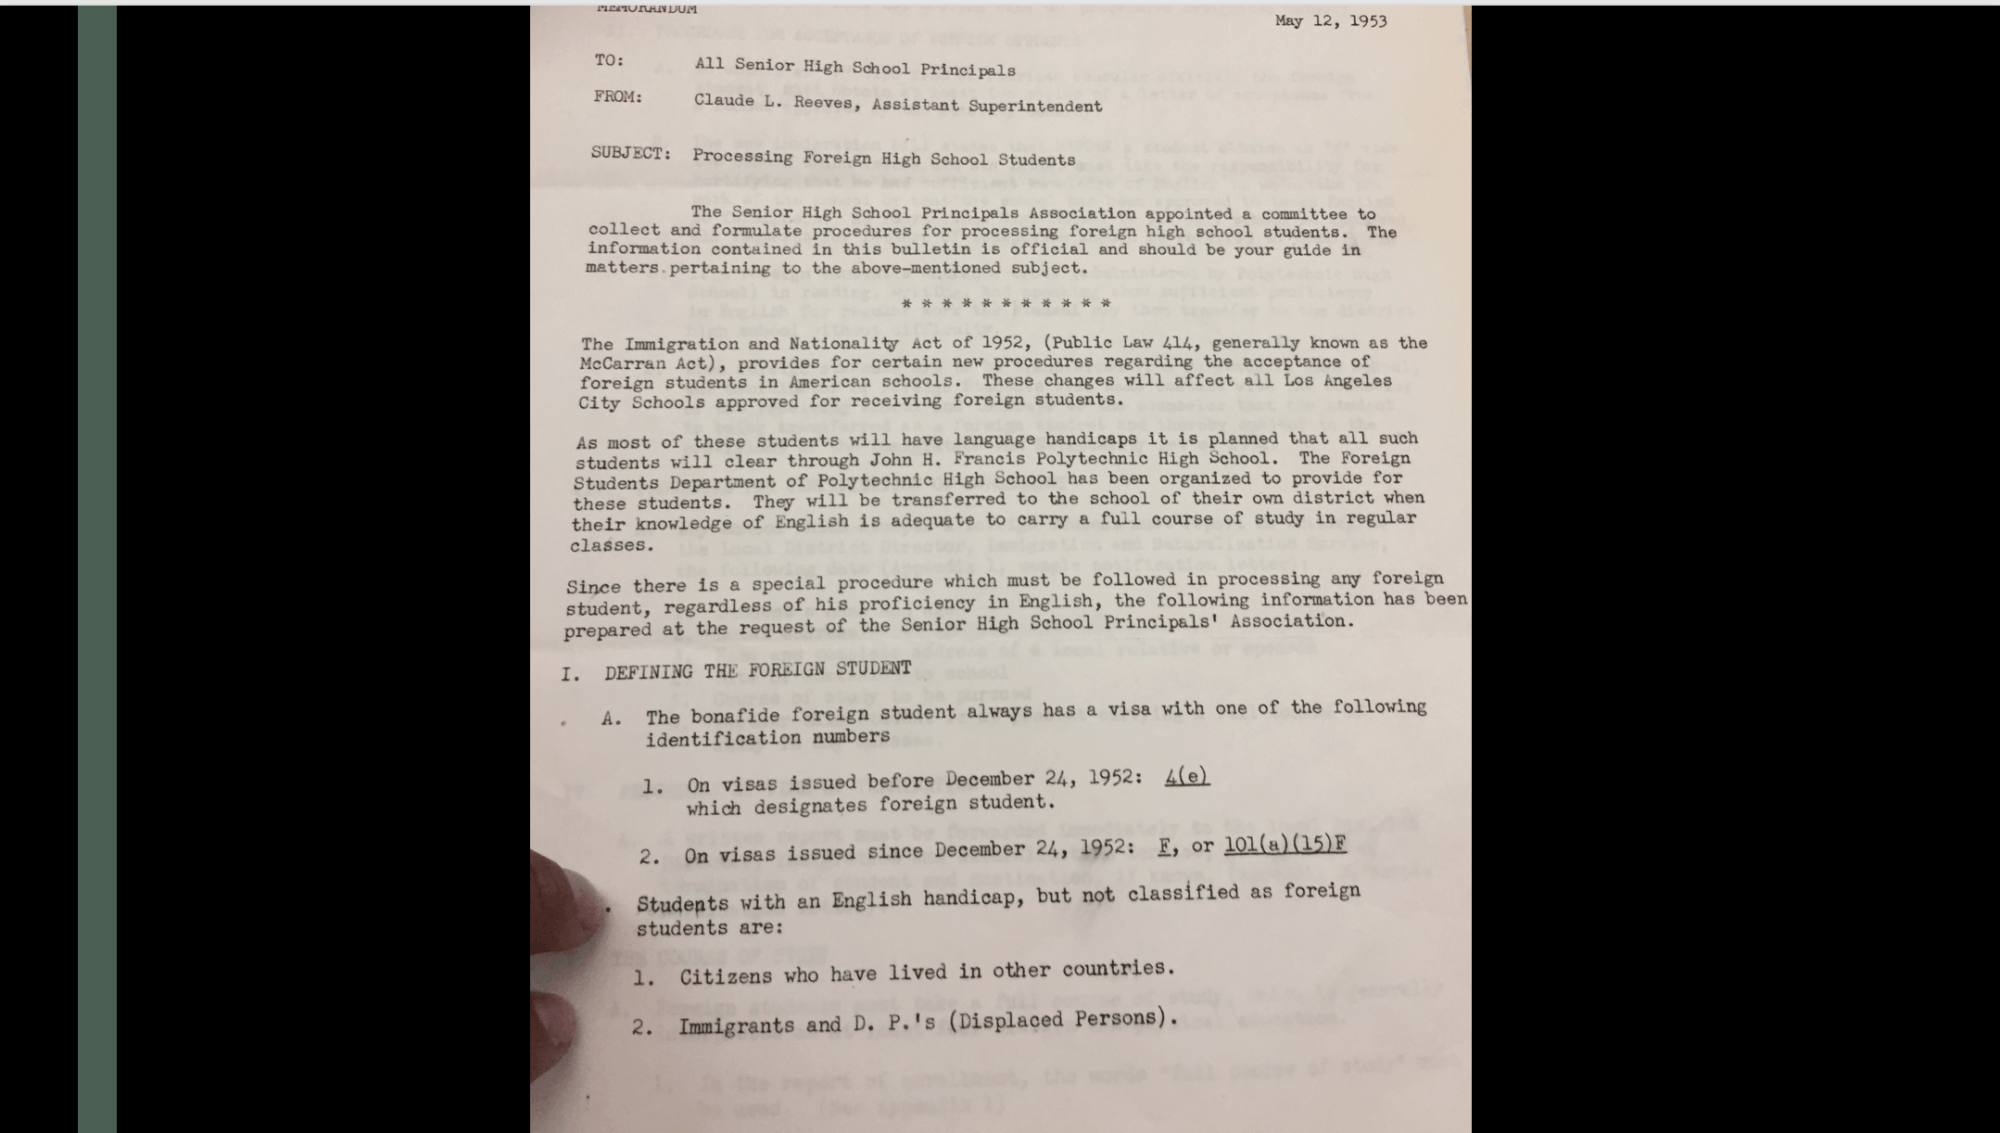 MEMORANDUM
May 12, 1953
TO: All Senior High School Principals
FROM: Claude L. Reeves, Assistant Superintendent
SUBJECT: Processing Foreign High School Students
The Senior High School Principals Association appointed a committee to
collect and formulate procedures for processing foreign high school students. The
information contained in this bulletin is official and should be your guide in
matters pertaining to the above-mentioned subject.
* * * * * * * * * * *
The Immigration and Nationality Act of 1952, (Public Law 414, generally known as the
McCarran Act), provides for certain new procedures regarding the acceptance of
foreign students in American schools. These changes will affect all Los Angeles
City Schools approved for receiving foreign students.
As most of these students will have language handicaps it is planned that all such
students will clear through John H. Francis Polytechnic High School. The Foreign
Students Department of Polytechnic High School has been organized to provide for
these students. They will be transferred to the school of their own district when
their knowledge of English is adequate to carry a full course of study in regular
classes.
Since there is a special procedure which must be followed in processing any foreign
student, regardless of his proficiency in English, the following information has been
prepared at the request of the Senior High School Principals' Association.
I. DEFINING THE FOREIGN STUDENT
A. The bonafide foreign student always has a visa with one of the following
identification numbers
1. On visas issued before December 24, 1952: 4(e)
which designates foreign student.
2. On visas issued since December 24, 1952: F, or 101(a)(15)F
. Students with an English handicap, but not classified as foreign
students are:
1. Citizens who have lived in other countries.
2. Immigrants and D. P.'s (Displaced Persons).